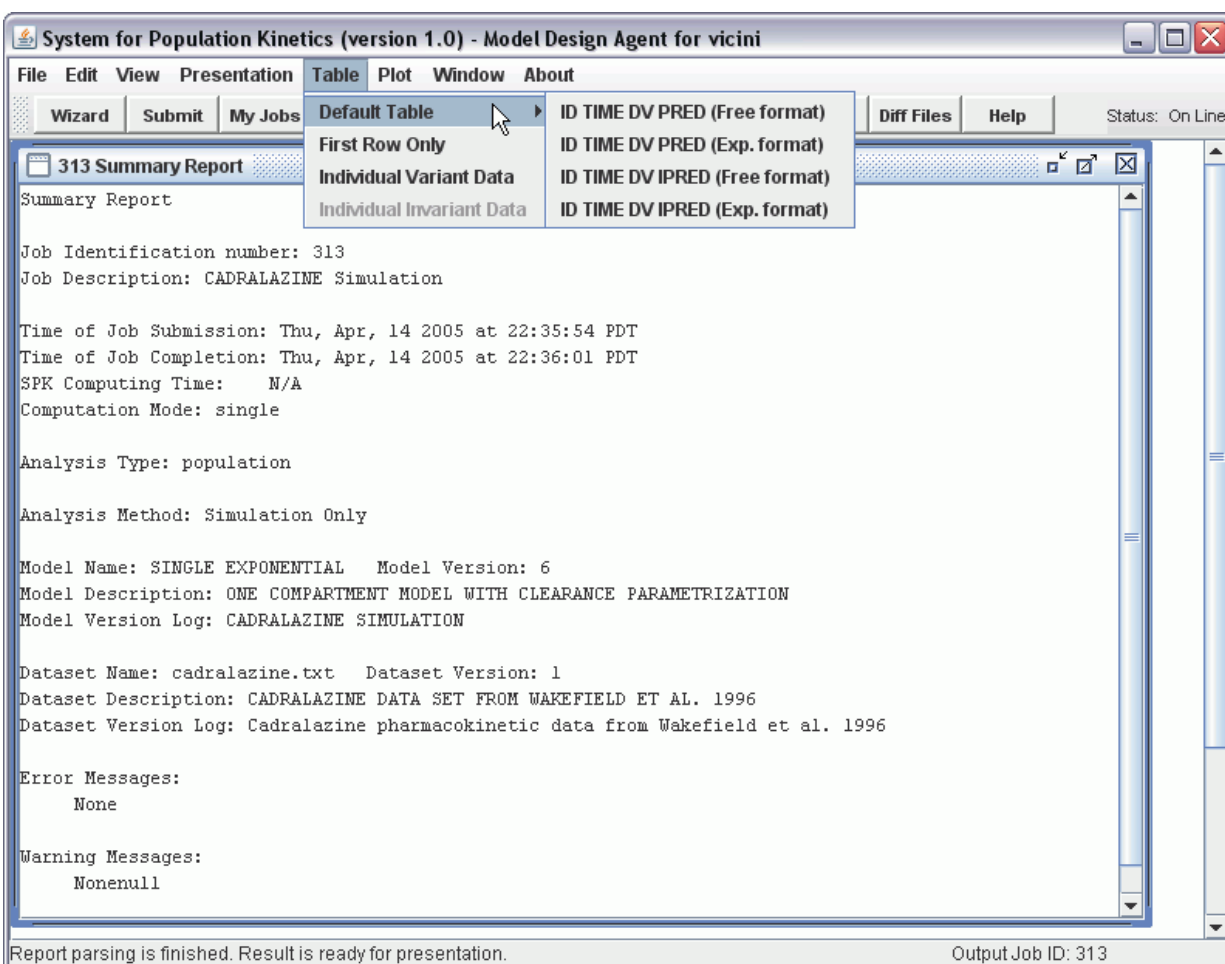 System for Population Kinetics (version 1.0) - Model Design Agent for vicini
File Edit View Presentation Table Plot Window About
Wizard Submit My Jobs Diff Files Help Status: On Line
Default Table
First Row Only
Individual Variant Data
Individual Invariant Data
ID TIME DV PRED (Free format)
ID TIME DV PRED (Exp. format)
ID TIME DV IPRED (Free format)
ID TIME DV IPRED (Exp. format)
313 Summary Report
Summary Report
Job Identification number: 313
Job Description: CADRALAZINE Simulation
Time of Job Submission: Thu, Apr, 14 2005 at 22:35:54 PDT
Time of Job Completion: Thu, Apr, 14 2005 at 22:36:01 PDT
SPK Computing Time: N/A
Computation Mode: single
Analysis Type: population
Analysis Method: Simulation Only
Model Name: SINGLE EXPONENTIAL Model Version: 6
Model Description: ONE COMPARTMENT MODEL WITH CLEARANCE PARAMETRIZATION
Model Version Log: CADRALAZINE SIMULATION
Dataset Name: cadralazine.txt Dataset Version: 1
Dataset Description: CADRALAZINE DATA SET FROM WAKEFIELD ET AL. 1996
Dataset Version Log: Cadralazine pharmacokinetic data from Wakefield et al. 1996
Error Messages:
None
Warning Messages:
Nonenull
Report parsing is finished. Result is ready for presentation. Output Job ID: 313